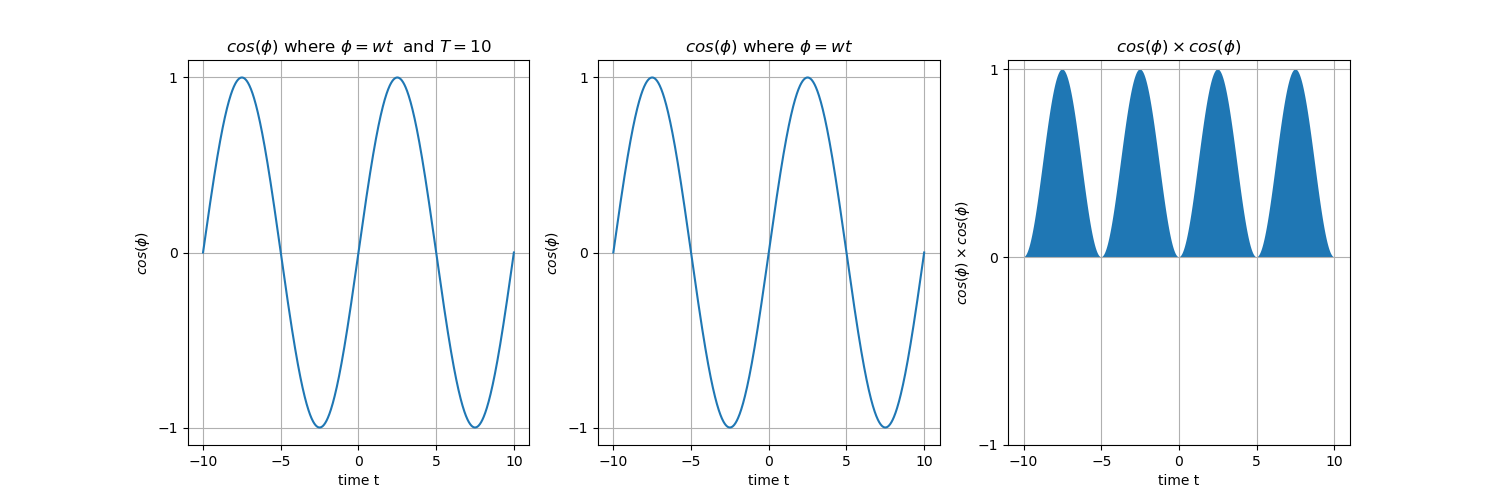 cos(ϕ) where ϕ = wt and T = 10
cos(ϕ)
1
0
−1
−10 −5 0 5 10
time t
cos(ϕ) where ϕ = wt
cos(ϕ)
1
0
−1
−10 −5 0 5 10
time t
cos(ϕ) × cos(ϕ)
cos(ϕ) × cos(ϕ)
1
0
−1
−10 −5 0 5 10
time t